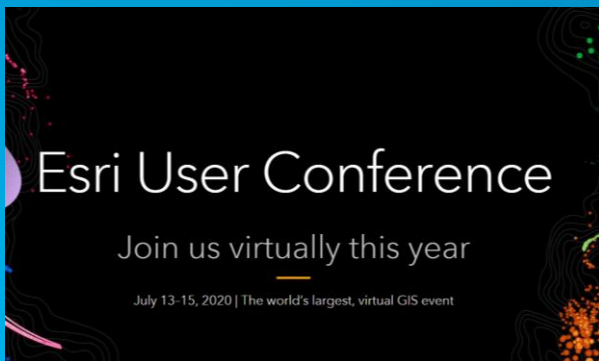 Esri User Conference
Join us virtually this year
July 13-15, 2020 | The world's largest, virtual GIS event